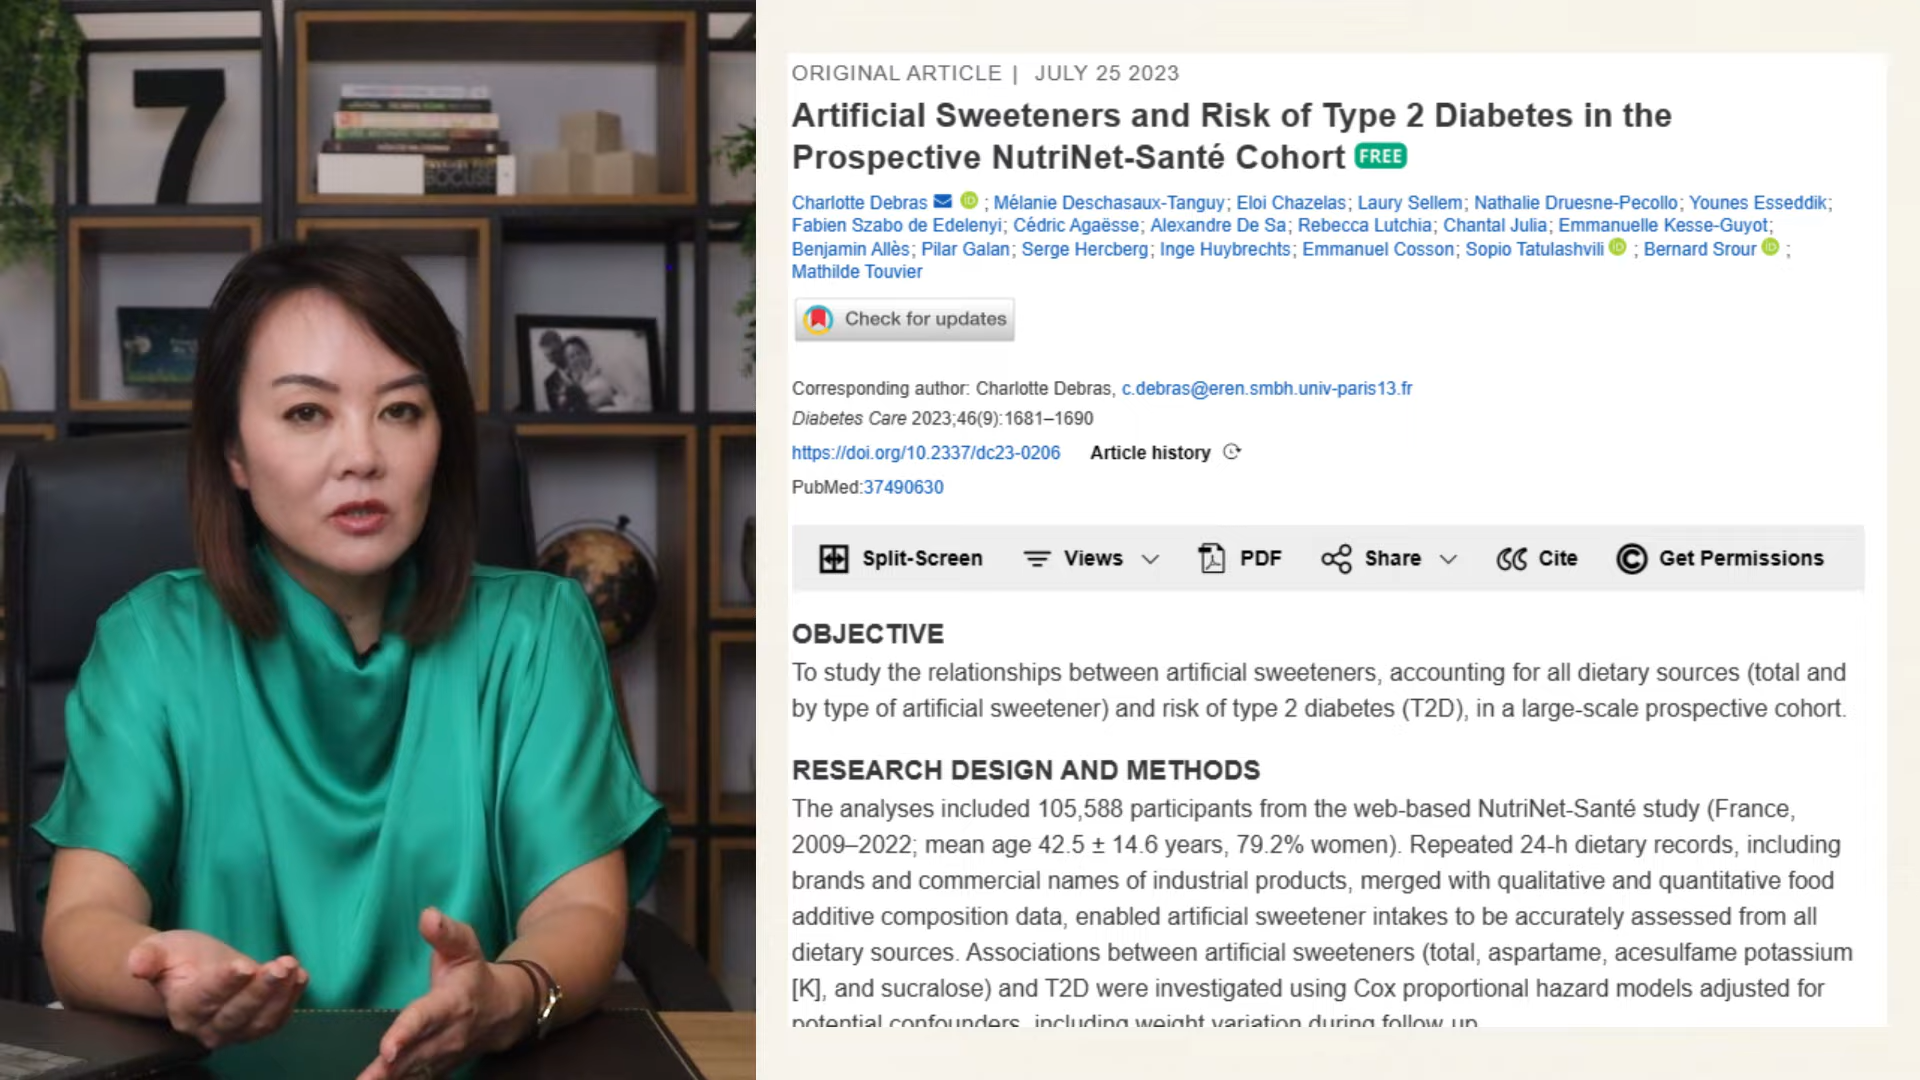 7
ORIGINAL ARTICLE | JULY 25 2023
Artificial Sweeteners and Risk of Type 2 Diabetes in the
Prospective NutriNet-Santé Cohort FREE
Charlotte Debras iD ; Mélanie Deschasaux-Tanguy; Eloi Chazelas; Laury Sellem; Nathalie Druesne-Pecollo; Younes Esseddik;
Fabien Szabo de Edelenyi; Cédric Agaësse; Alexandre De Sa; Rebecca Lutchia; Chantal Julia; Emmanuelle Kesse-Guyot;
Benjamin Allès; Pilar Galan; Serge Hercberg; Inge Huybrechts; Emmanuel Cosson; Sopio Tatulashvili iD ; Bernard Srour iD ;
Mathilde Touvier
Check for updates
Corresponding author: Charlotte Debras, c.debras@eren.smbh.univ-paris13.fr
Diabetes Care 2023;46(9):1681–1690
https://doi.org/10.2337/dc23-0206 Article history
PubMed:37490630
Split-Screen Views PDF Share Cite Get Permissions
OBJECTIVE
To study the relationships between artificial sweeteners, accounting for all dietary sources (total and
by type of artificial sweetener) and risk of type 2 diabetes (T2D), in a large-scale prospective cohort.
RESEARCH DESIGN AND METHODS
The analyses included 105,588 participants from the web-based NutriNet-Santé study (France,
2009–2022; mean age 42.5 ± 14.6 years, 79.2% women). Repeated 24-h dietary records, including
brands and commercial names of industrial products, merged with qualitative and quantitative food
additive composition data, enabled artificial sweetener intakes to be accurately assessed from all
dietary sources. Associations between artificial sweeteners (total, aspartame, acesulfame potassium
[K], and sucralose) and T2D were investigated using Cox proportional hazard models adjusted for
potential confounders, including weight variation during follow-up.